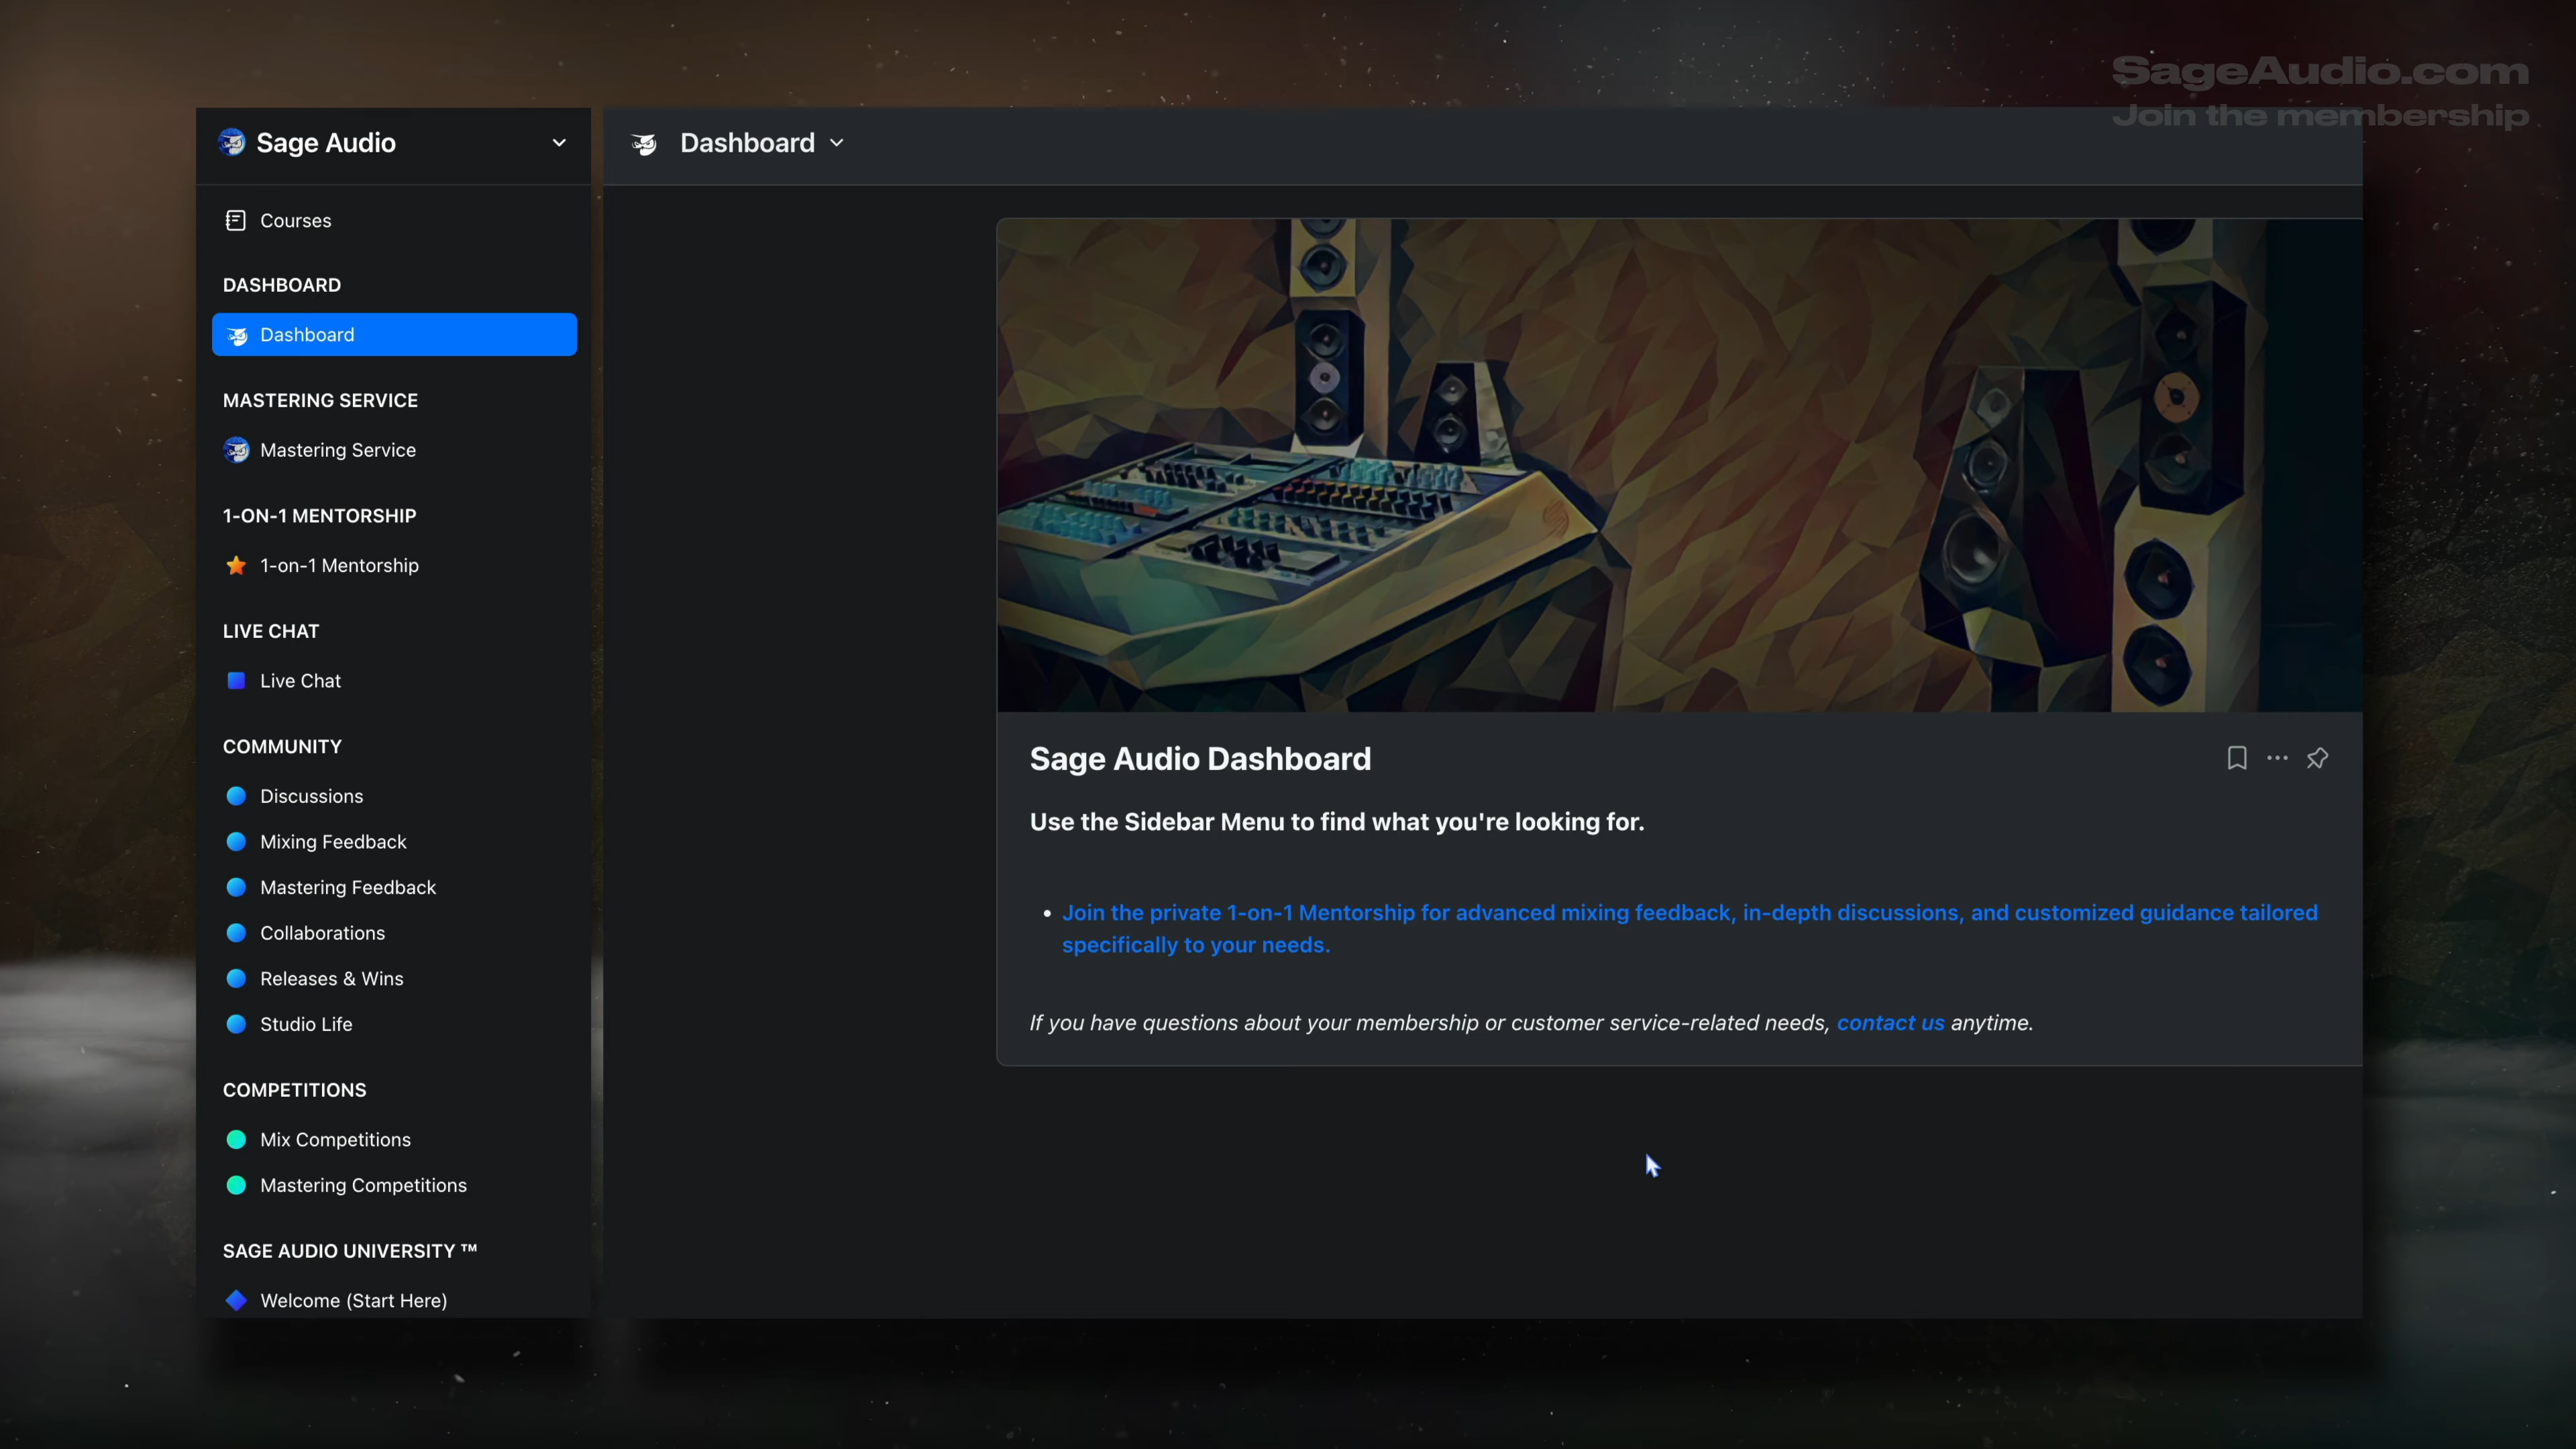 SageAudio.com
Join the membership
Sage Audio
Courses
DASHBOARD
Dashboard
MASTERING SERVICE
Mastering Service
1-ON-1 MENTORSHIP
1-on-1 Mentorship
LIVE CHAT
Live Chat
COMMUNITY
Discussions
Mixing Feedback
Mastering Feedback
Collaborations
Releases & Wins
Studio Life
COMPETITIONS
Mix Competitions
Mastering Competitions
SAGE AUDIO UNIVERSITY ™
Welcome (Start Here)
Dashboard
Sage Audio Dashboard
Use the Sidebar Menu to find what you're looking for.
• Join the private 1-on-1 Mentorship for advanced mixing feedback, in-depth discussions, and customized guidance tailored
specifically to your needs.
If you have questions about your membership or customer service-related needs, contact us anytime.